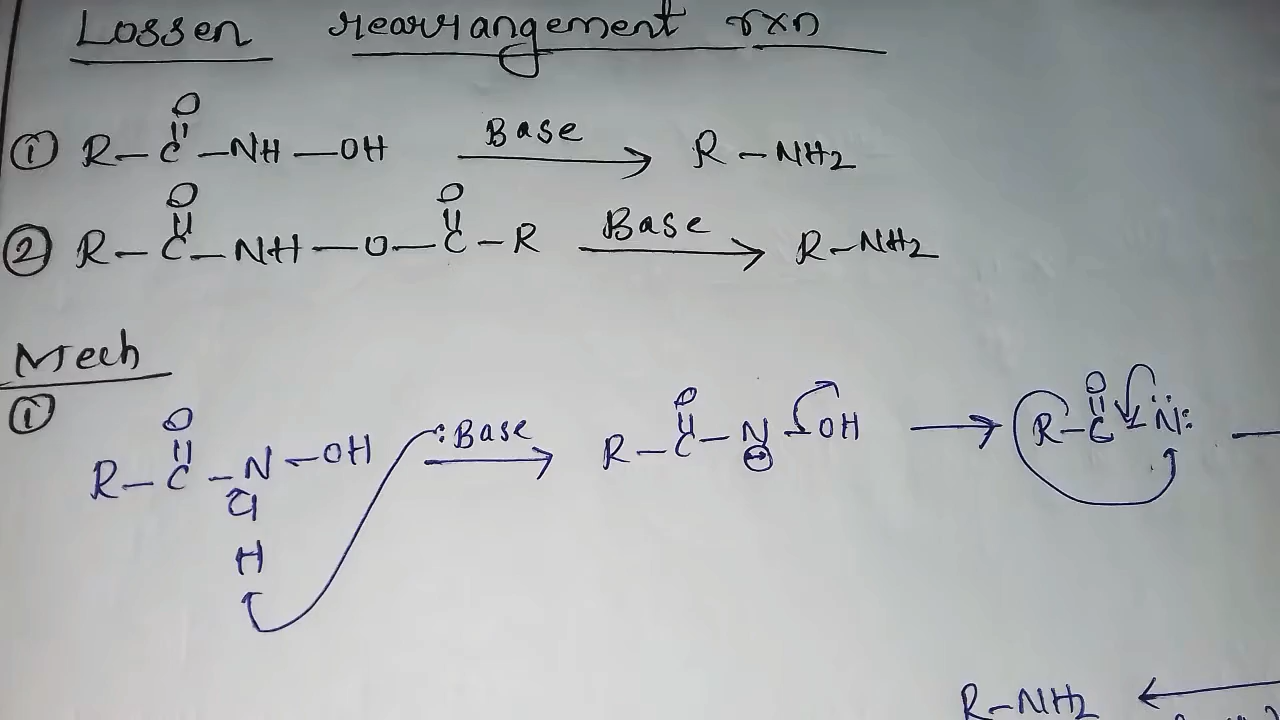 Lossen rearrangement rxn
O
① R-C-NH-OH Base → R-NH2
O O
② R-C-NH-O-C-R Base → R-NH2
Mech
①
O O O
R-C-N-OH :Base → R-C-N-OH → R-C-N:
⊖
H
R-NH2 ←